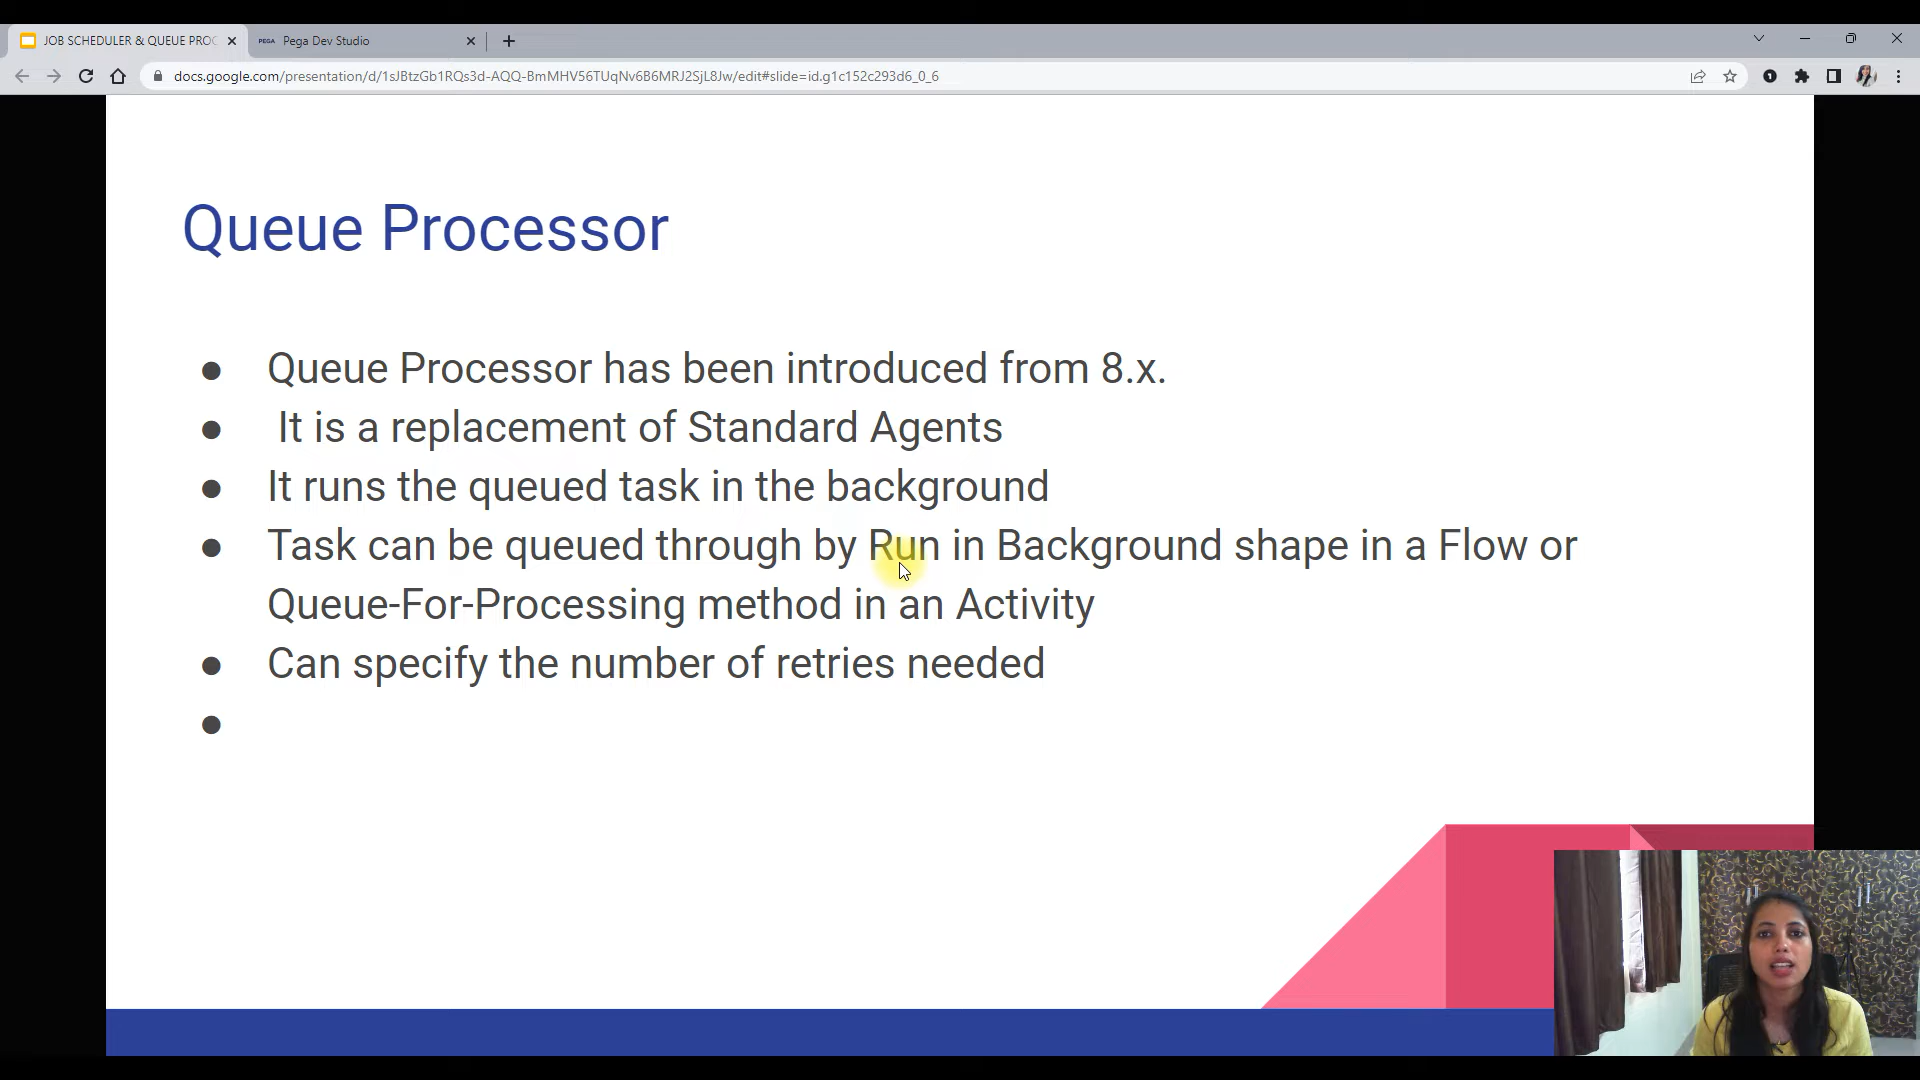 JOB SCHEDULER & QUEUE PROC
PEGA Pega Dev Studio
docs.google.com/presentation/d/1sJBtzGb1RQs3d-AQQ-BmMHV56TUqNv6B6MRJ2SjL8Jw/edit#slide=id.g1c152c293d6_0_6
Queue Processor
● Queue Processor has been introduced from 8.x.
● It is a replacement of Standard Agents
● It runs the queued task in the background
● Task can be queued through by Run in Background shape in a Flow or
Queue-For-Processing method in an Activity
● Can specify the number of retries needed
●